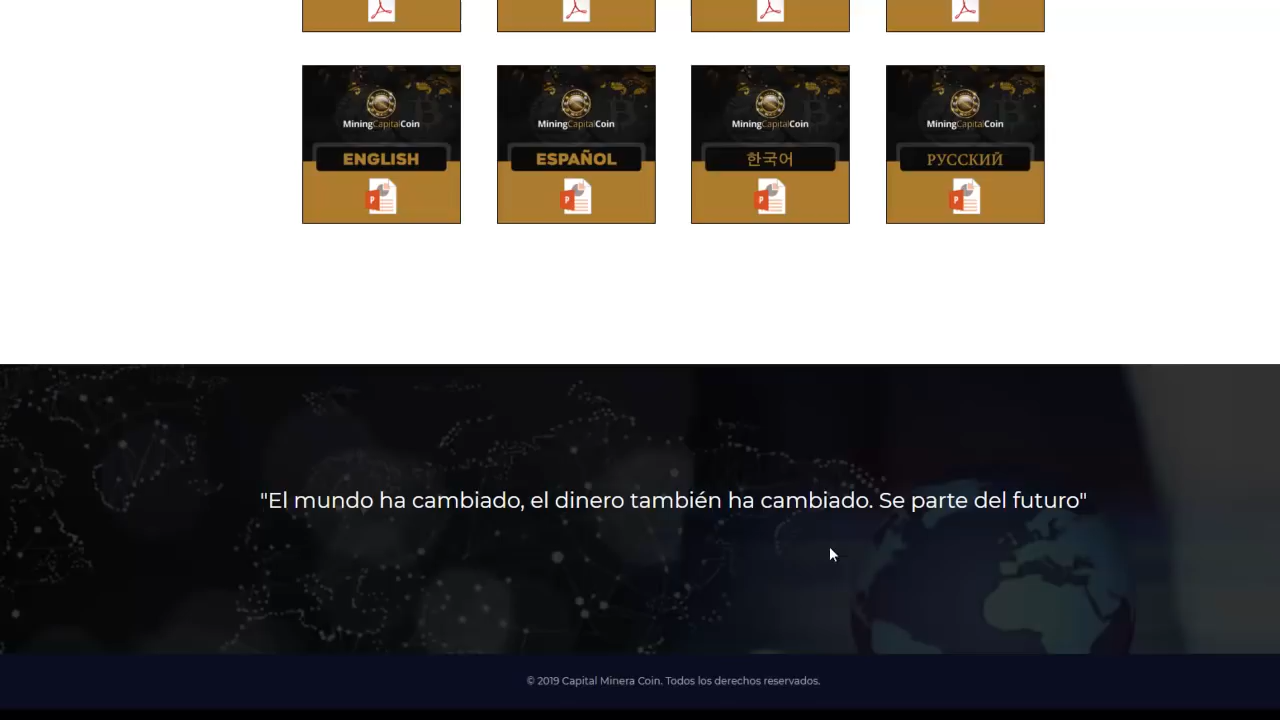 MiningCapitalCoin
ENGLISH
P
MiningCapitalCoin
ESPAÑOL
P
MiningCapitalCoin
한국어
P
MiningCapitalCoin
РУССКИЙ
P
"El mundo ha cambiado, el dinero también ha cambiado. Se parte del futuro"
© 2019 Capital Minera Coin. Todos los derechos reservados.